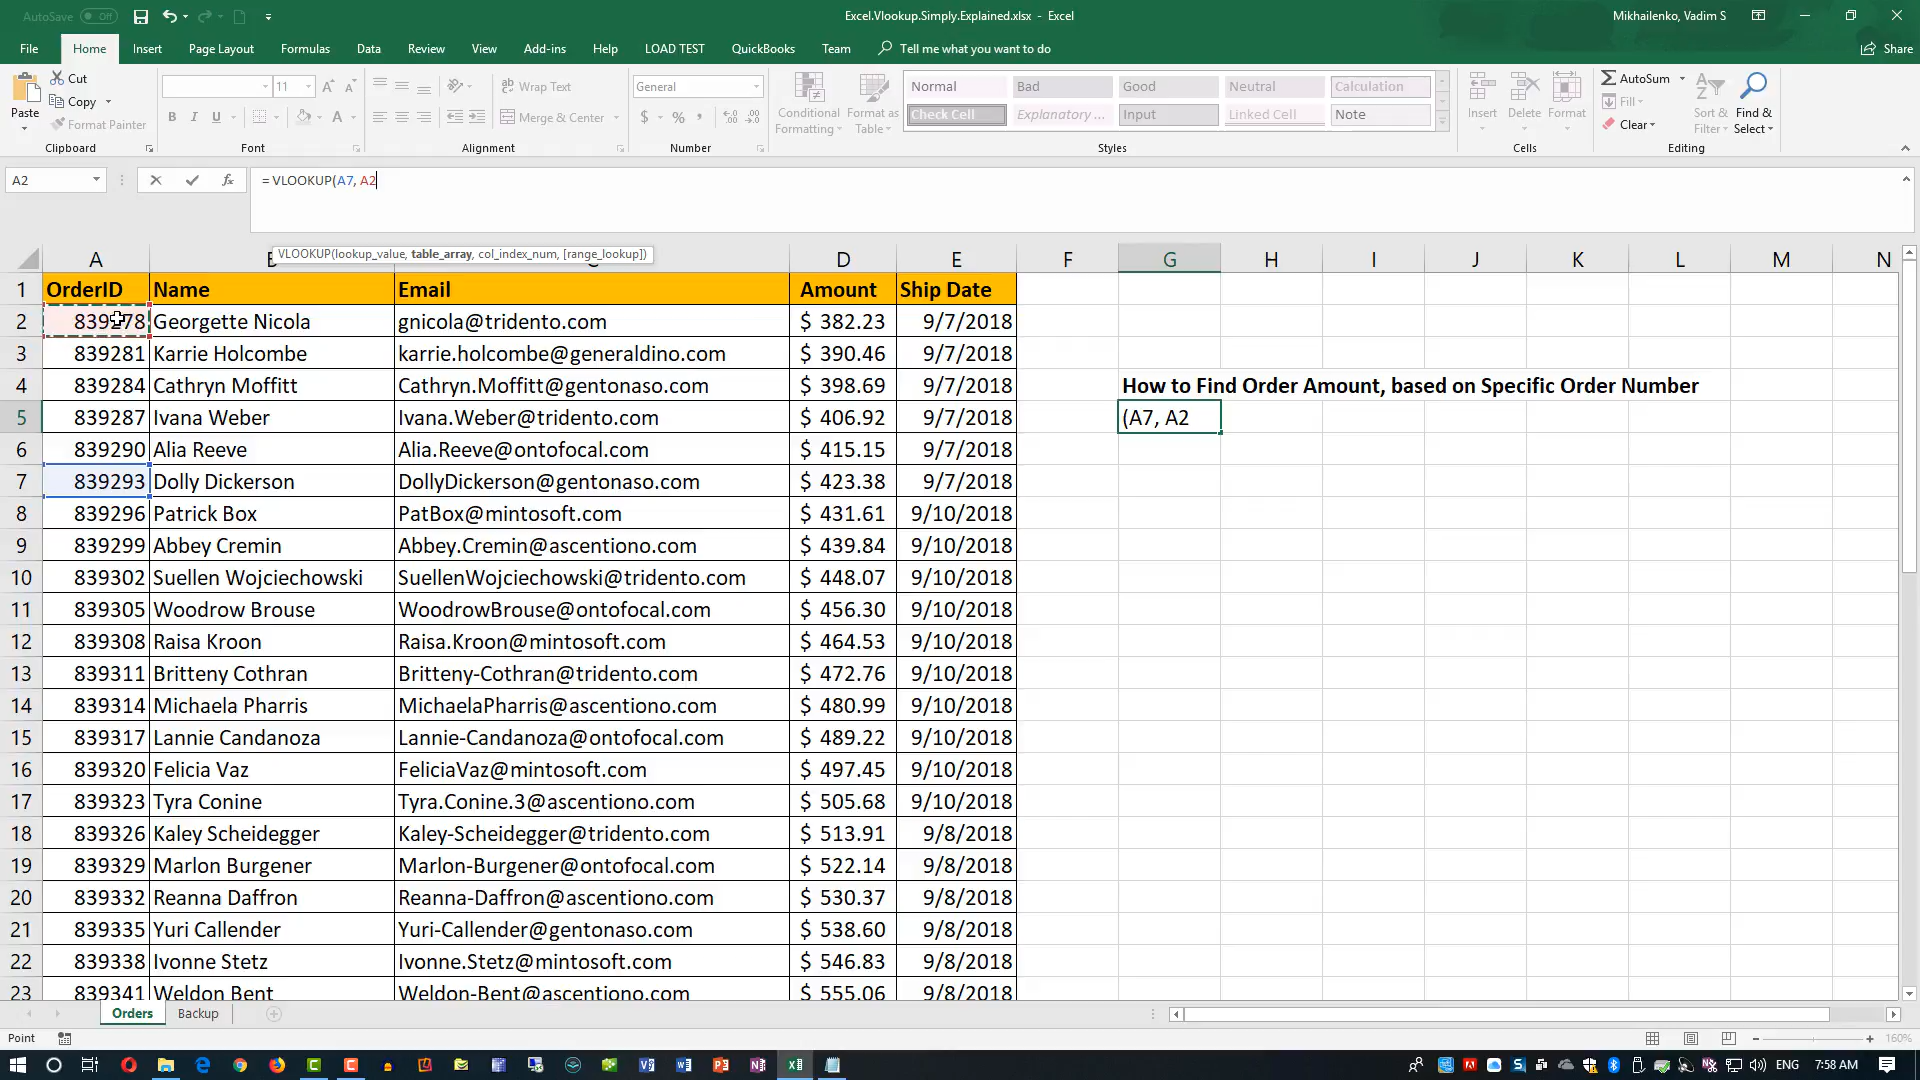 AutoSave Off
Excel.Vlookup.Simply.Explained.xlsx - Excel
Mikhailenko, Vadim S
File Home Insert Page Layout Formulas Data Review View Add-ins Help LOAD TEST QuickBooks Team Tell me what you want to do Share
Paste
Cut
Copy
Format Painter
Clipboard
11
B I U
Font
Wrap Text
Merge & Center
Alignment
General
$ % ,
Number
Conditional Formatting
Format as Table
Normal Bad Good Neutral Calculation
Check Cell Explanatory ... Input Linked Cell Note
Styles
Insert Delete Format
Cells
AutoSum
Fill
Clear
Sort & Filter
Find & Select
Editing
A2
fx
= VLOOKUP(A7, A2
VLOOKUP(lookup_value, table_array, col_index_num, [range_lookup])
A D E F G H I J K L M N
1 OrderID Name Email Amount Ship Date
2 839278 Georgette Nicola gnicola@tridento.com $ 382.23 9/7/2018
3 839281 Karrie Holcombe karrie.holcombe@generaldino.com $ 390.46 9/7/2018
4 839284 Cathryn Moffitt Cathryn.Moffitt@gentonaso.com $ 398.69 9/7/2018 How to Find Order Amount, based on Specific Order Number
5 839287 Ivana Weber Ivana.Weber@tridento.com $ 406.92 9/7/2018 (A7, A2
6 839290 Alia Reeve Alia.Reeve@ontofocal.com $ 415.15 9/7/2018
7 839293 Dolly Dickerson DollyDickerson@gentonaso.com $ 423.38 9/7/2018
8 839296 Patrick Box PatBox@mintosoft.com $ 431.61 9/10/2018
9 839299 Abbey Cremin Abbey.Cremin@ascentiono.com $ 439.84 9/10/2018
10 839302 Suellen Wojciechowski SuellenWojciechowski@tridento.com $ 448.07 9/10/2018
11 839305 Woodrow Brouse WoodrowBrouse@ontofocal.com $ 456.30 9/10/2018
12 839308 Raisa Kroon Raisa.Kroon@mintosoft.com $ 464.53 9/10/2018
13 839311 Britteny Cothran Britteny-Cothran@tridento.com $ 472.76 9/10/2018
14 839314 Michaela Pharris MichaelaPharris@ascentiono.com $ 480.99 9/10/2018
15 839317 Lannie Candanoza Lannie-Candanoza@ontofocal.com $ 489.22 9/10/2018
16 839320 Felicia Vaz FeliciaVaz@mintosoft.com $ 497.45 9/10/2018
17 839323 Tyra Conine Tyra.Conine.3@ascentiono.com $ 505.68 9/10/2018
18 839326 Kaley Scheidegger Kaley-Scheidegger@tridento.com $ 513.91 9/8/2018
19 839329 Marlon Burgener Marlon-Burgener@ontofocal.com $ 522.14 9/8/2018
20 839332 Reanna Daffron Reanna-Daffron@ascentiono.com $ 530.37 9/8/2018
21 839335 Yuri Callender Yuri-Callender@gentonaso.com $ 538.60 9/8/2018
22 839338 Ivonne Stetz Ivonne.Stetz@mintosoft.com $ 546.83 9/8/2018
23 839341 Weldon Bent Weldon-Bent@ascentiono.com $ 555.06 9/8/2018
Orders Backup
Point
160%
ENG 7:58 AM